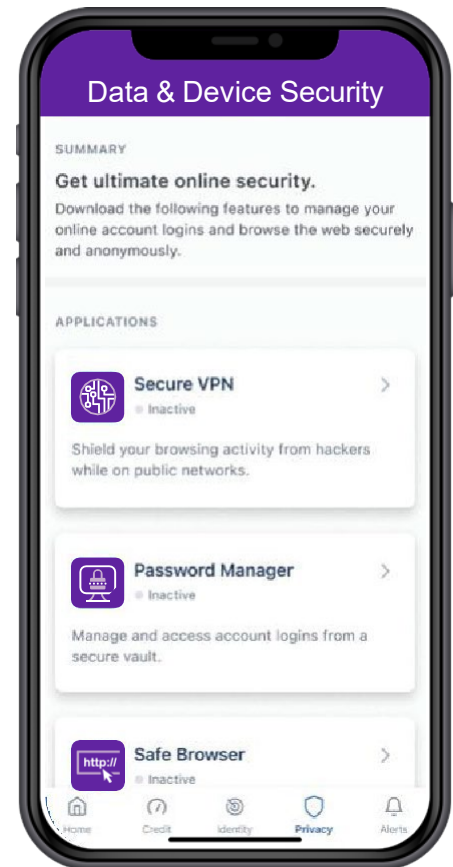 Data & Device Security
SUMMARY
Get ultimate online security.
Download the following features to manage your
online account logins and browse the web securely
and anonymously.
APPLICATIONS
Secure VPN
Inactive
Shield your browsing activity from hackers
while on public networks.
Password Manager
Inactive
Manage and access account logins from a
secure vault.
http://
Safe Browser
Inactive
Home Credit Identity Privacy Alerts